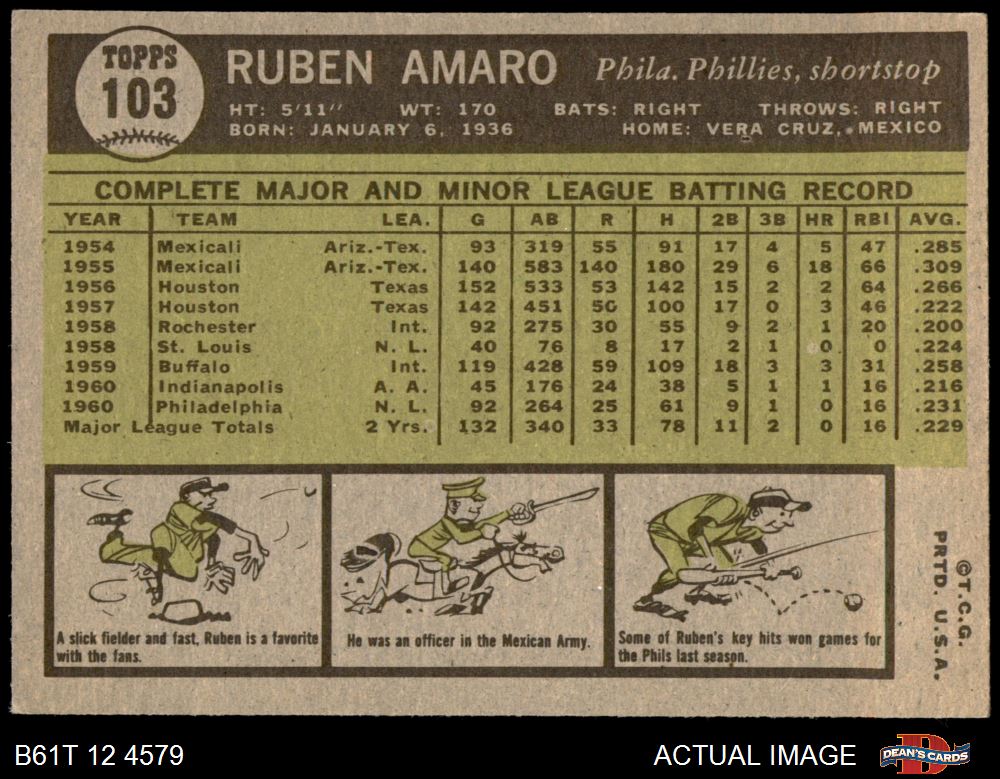 TOPPS
103
RUBEN AMARO Phila. Phillies, shortstop
HT: 5'11" WT: 170 BATS: RIGHT THROWS: RIGHT
BORN: JANUARY 6, 1936 HOME: VERA CRUZ, MEXICO
COMPLETE MAJOR AND MINOR LEAGUE BATTING RECORD
YEAR TEAM LEA. G AB R H 2B 3B HR RBI AVG.
1954 Mexicali Ariz.-Tex. 93 319 55 91 17 4 5 47 .285
1955 Mexicali Ariz.-Tex. 140 583 140 180 29 6 18 66 .309
1956 Houston Texas 152 533 53 142 15 2 2 64 .266
1957 Houston Texas 142 451 50 100 17 0 3 46 .222
1958 Rochester Int. 92 275 30 55 9 2 1 20 .200
1958 St. Louis N. L. 40 76 8 17 2 1 0 0 .224
1959 Buffalo Int. 119 428 59 109 18 3 3 31 .258
1960 Indianapolis A. A. 45 176 24 38 5 1 1 16 .216
1960 Philadelphia N. L. 92 264 25 61 9 1 0 16 .231
Major League Totals 2 Yrs. 132 340 33 78 11 2 0 16 .229
A slick fielder and fast, Ruben is a favorite
with the fans.
He was an officer in the Mexican Army.
Some of Ruben's key hits won games for
the Phils last season.
©T.C.G.
PRTD. U.S.A.
B61T 12 4579 ACTUAL IMAGE DEAN'S CARDS